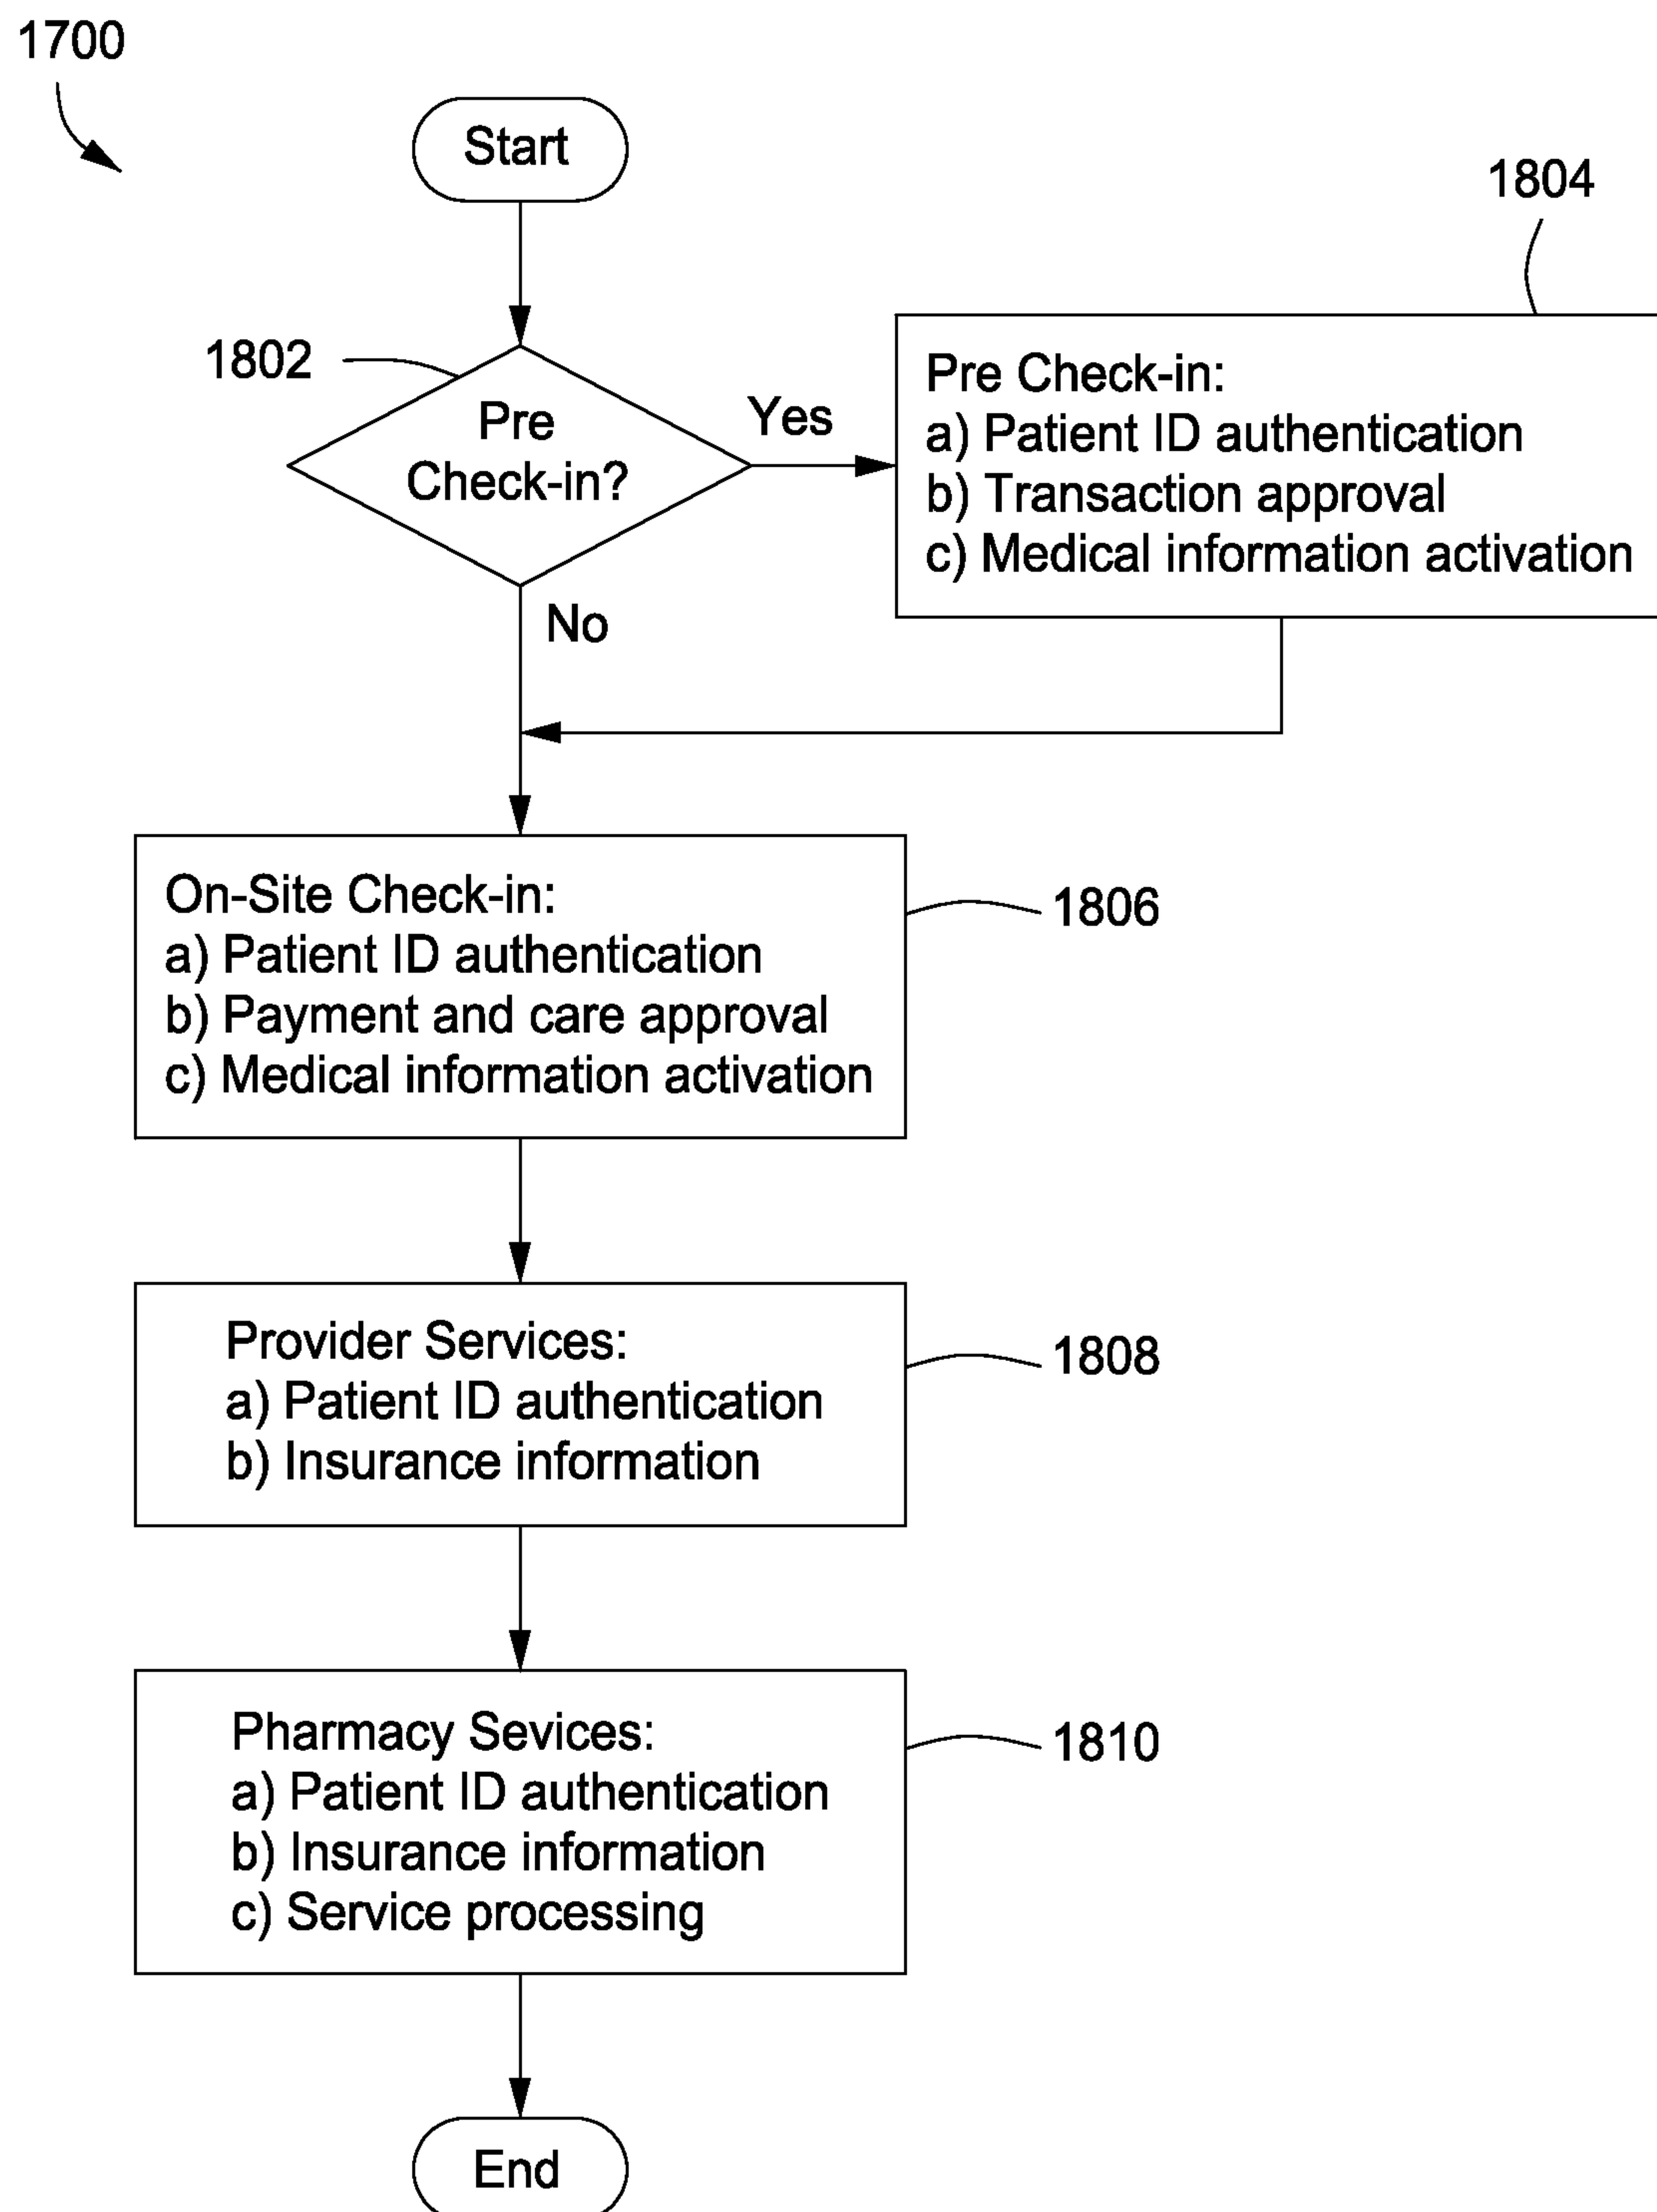 1700
Start
1804
1802
Pre
Check-in?
Yes
Pre Check-in:
a) Patient ID authentication
b) Transaction approval
c) Medical information activation
No
On-Site Check-in:
a) Patient ID authentication
b) Payment and care approval
c) Medical information activation
1806
Provider Services:
a) Patient ID authentication
b) Insurance information
1808
Pharmacy Sevices:
a) Patient ID authentication
b) Insurance information
c) Service processing
1810
End